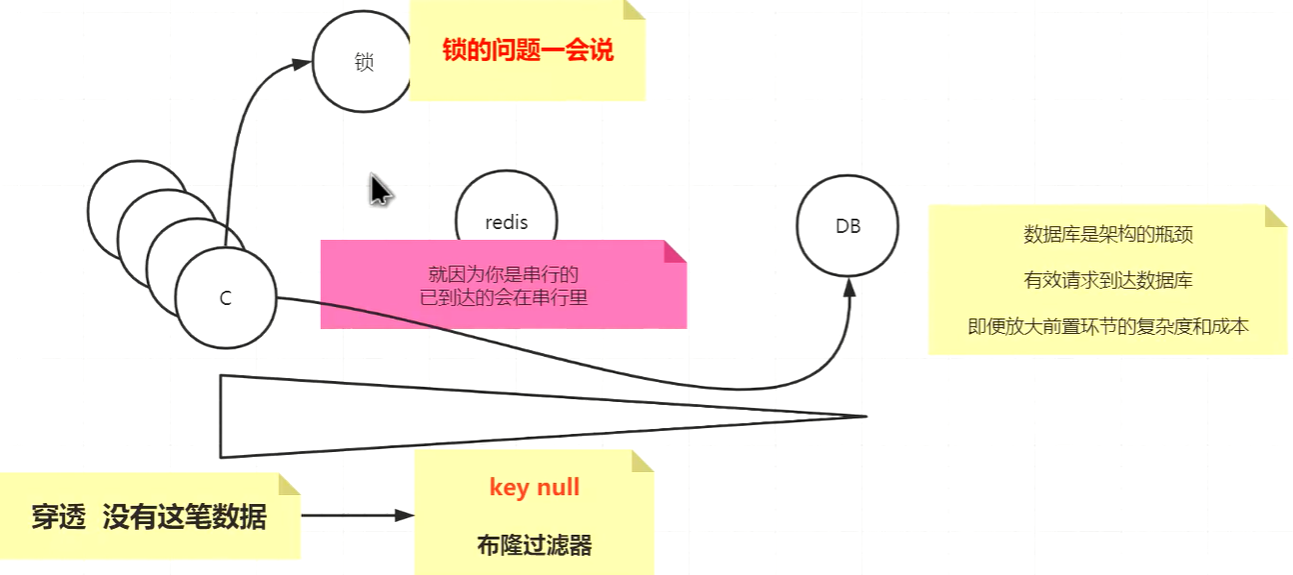 锁
锁的问题一会说
redis
DB
就因为你是串行的
已到达的会在串行里
C
数据库是架构的瓶颈
有效请求到达数据库
即便放大前置环节的复杂度和成本
穿透 没有这笔数据
key null
布隆过滤器